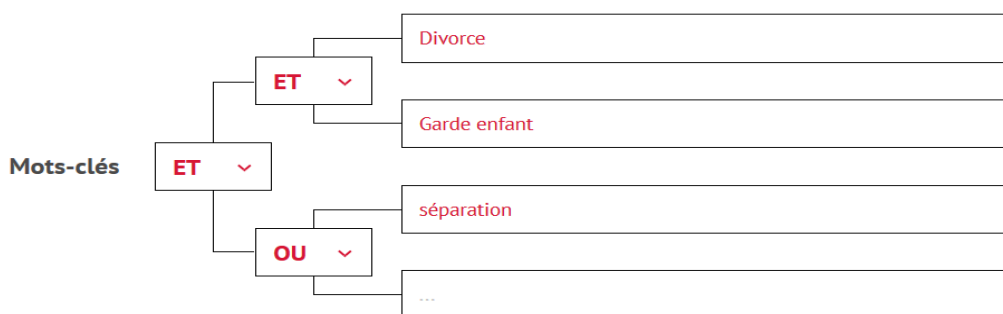 Divorce
ET
Garde enfant
Mots-clés
ET
séparation
OU
...